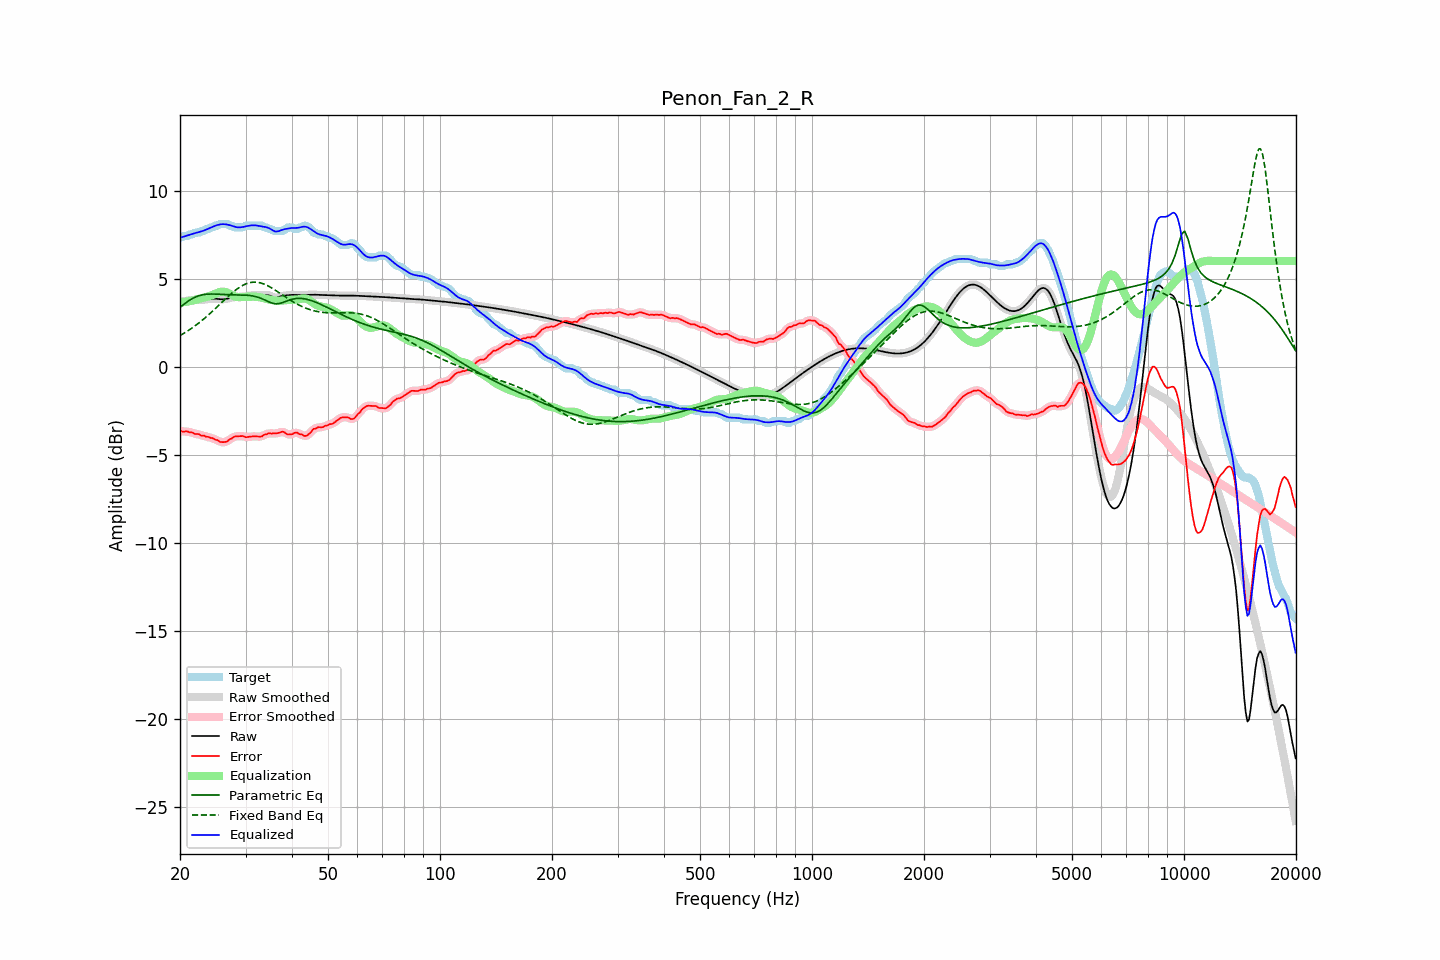 Penon_Fan_2_R
Amplitude (dBr)
10
5
0
−5
−10
−15
−20
−25
Target
Raw Smoothed
Error Smoothed
Raw
Error
Equalization
Parametric Eq
Fixed Band Eq
Equalized
20 50 100 200 500 1000 2000 5000 10000 20000
Frequency (Hz)